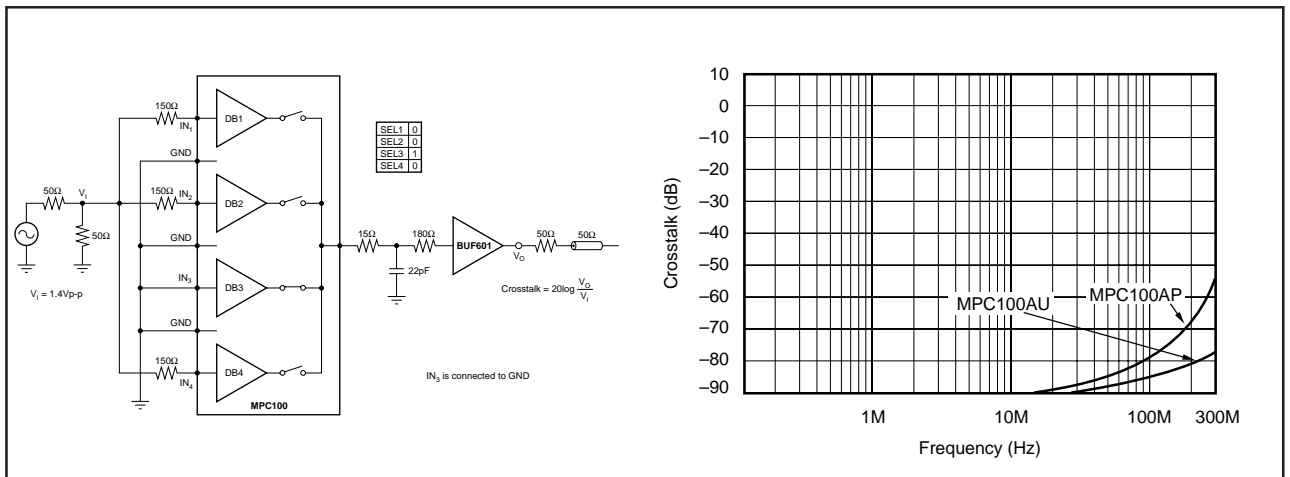 150Ω
IN1
DB1
GND
50Ω
VI
150Ω
IN2
DB2
50Ω
GND
IN3
DB3
VI = 1.4Vp-p
GND
150Ω
IN4
DB4
MPC100
SEL1 0
SEL2 0
SEL3 1
SEL4 0
15Ω
180Ω
22pF
BUF601
VO
50Ω
50Ω
Crosstalk = 20log VO
VI
IN3 is connected to GND
10
0
–10
–20
–30
–40
–50
–60
–70
–80
–90
Crosstalk (dB)
MPC100AP
MPC100AU
1M 10M 100M 300M
Frequency (Hz)